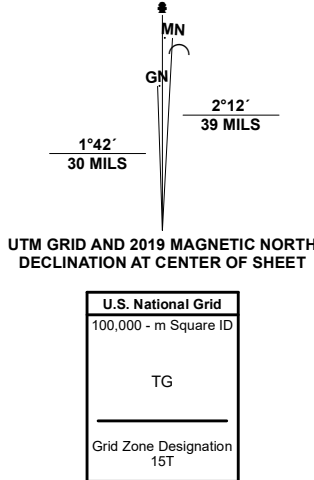 MN
GN
2°12´
39 MILS
1°42´
30 MILS
UTM GRID AND 2019 MAGNETIC NORTH
DECLINATION AT CENTER OF SHEET
U.S. National Grid
100,000 - m Square ID
TG
Grid Zone Designation
15T